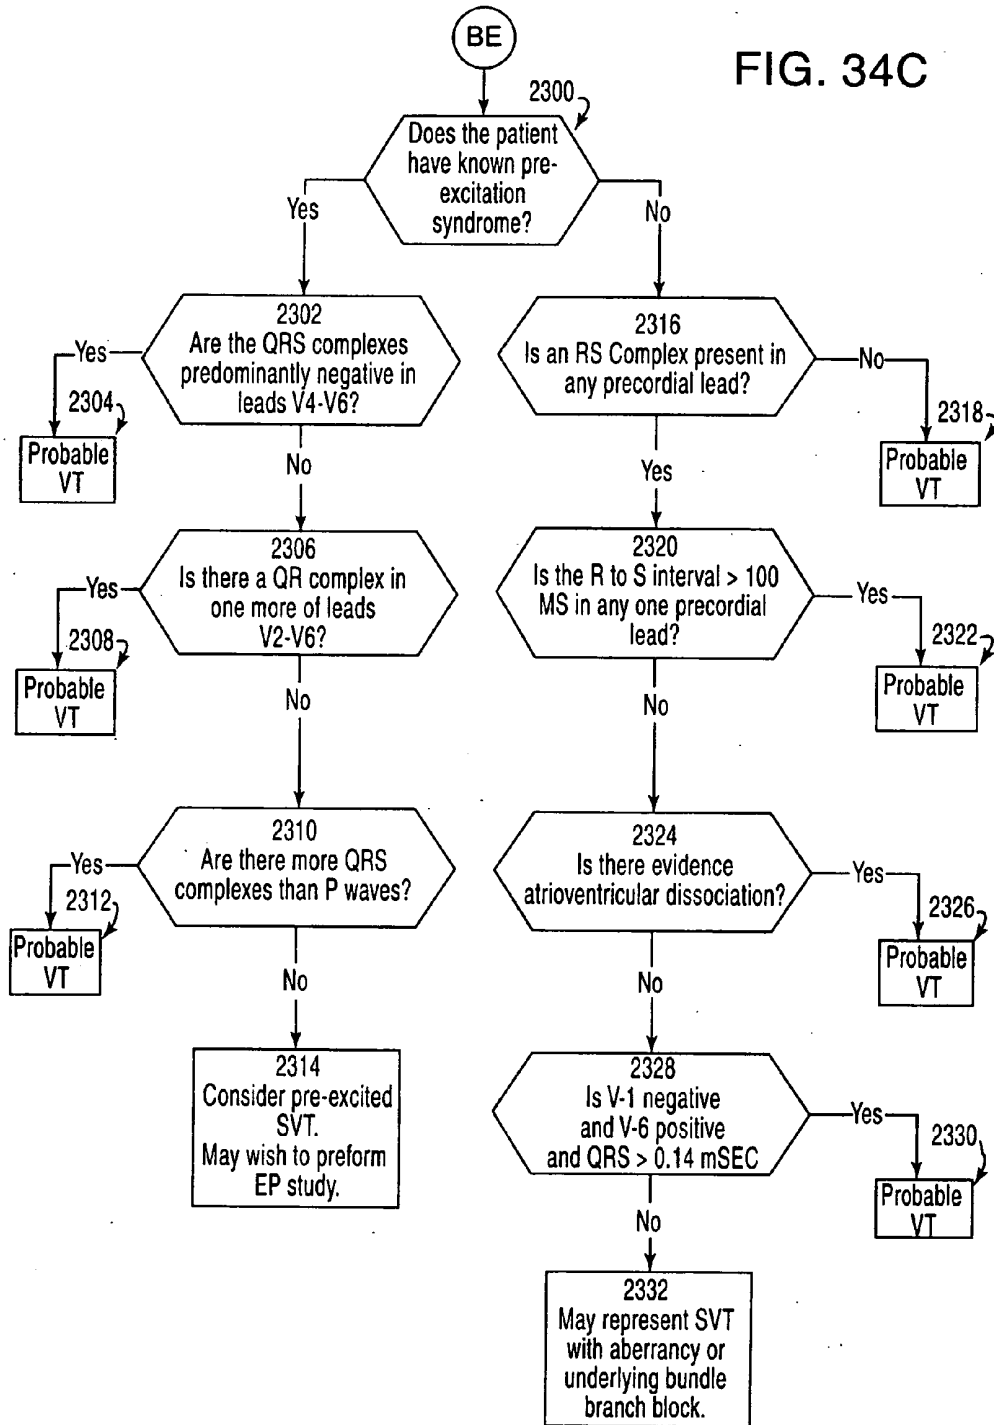 BE
FIG. 34C
2300
Does the patient
have known pre-
excitation
syndrome?
Yes
No
2302
Are the QRS complexes
predominantly negative in
leads V4-V6?
Yes
2304
Probable
VT
No
2316
Is an RS Complex present in
any precordial lead?
No
2318
Probable
VT
Yes
2306
Is there a QR complex in
one more of leads
V2-V6?
Yes
2308
Probable
VT
No
2320
Is the R to S interval > 100
MS in any one precordial
lead?
Yes
2322
Probable
VT
No
2310
Are there more QRS
complexes than P waves?
Yes
2312
Probable
VT
No
2324
Is there evidence
atrioventricular dissociation?
Yes
2326
Probable
VT
No
2314
Consider pre-excited
SVT.
May wish to preform
EP study.
2328
Is V-1 negative
and V-6 positive
and QRS > 0.14 mSEC
Yes
2330
Probable
VT
No
2332
May represent SVT
with aberrancy or
underlying bundle
branch block.